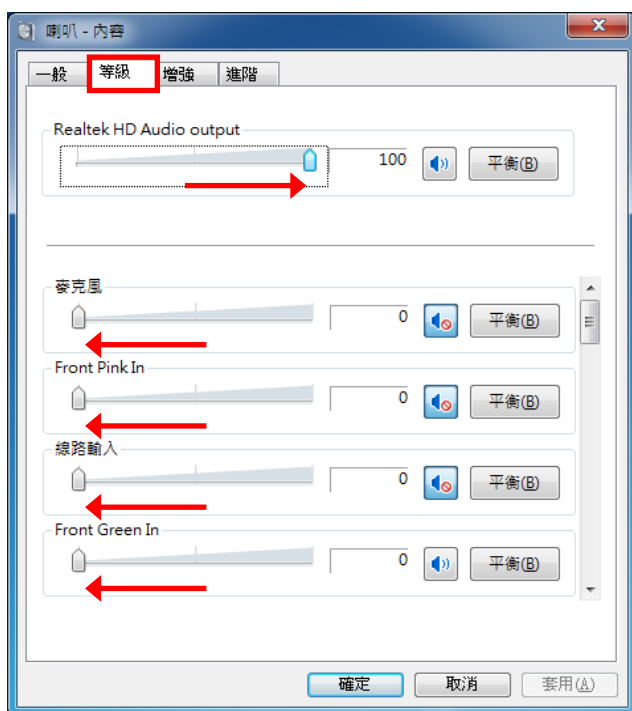 喇叭 - 內容
一般 等級 增強 進階
Realtek HD Audio output
100 平衡(B)
麥克風
0 平衡(B)
Front Pink In
0 平衡(B)
線路輸入
0 平衡(B)
Front Green In
0 平衡(B)
確定 取消 套用(A)